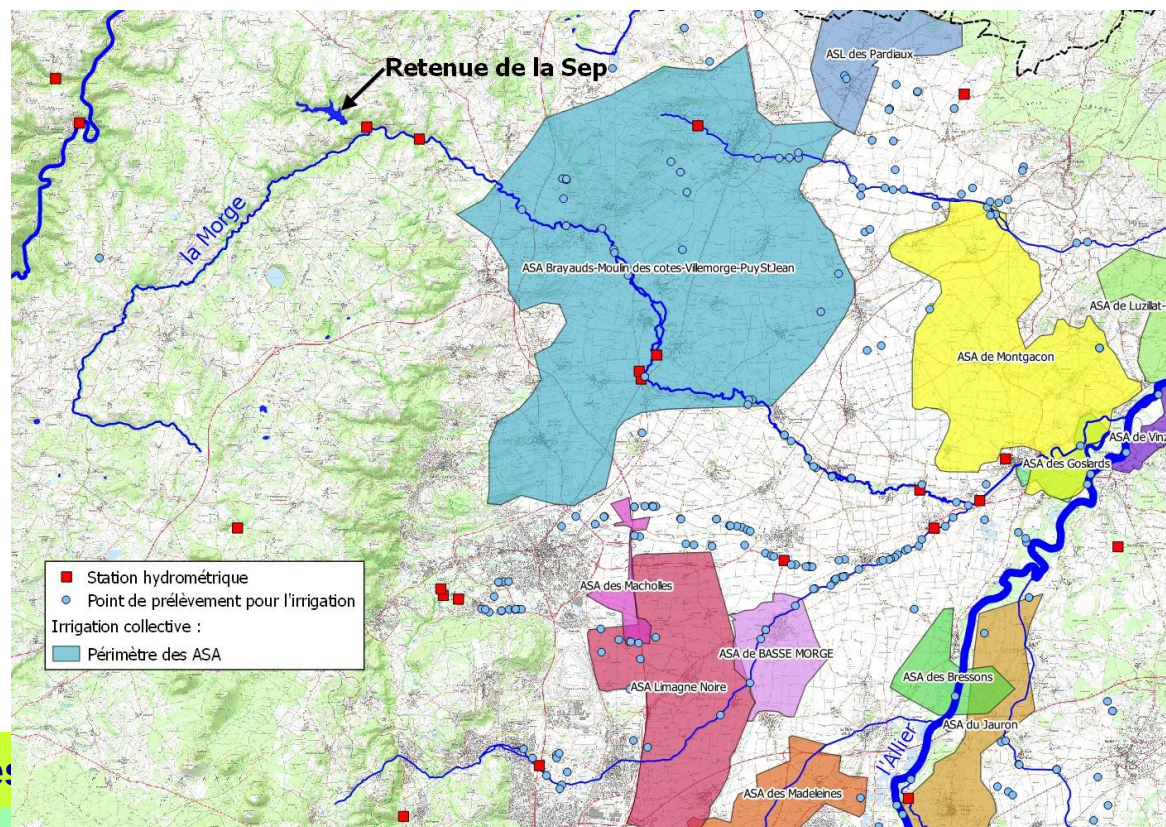 Retenue de la Sep
ASL des Pardiaux
la Morge
ASA Brayauds-Moulin des cotes-Villemorge-PuyStJean
ASA de Luzillat-
ASA de Montgacon
ASA de Vinz
ASA des Goslards
Station hydrométrique
Point de prélèvement pour l'irrigation
Irrigation collective :
Périmètre des ASA
ASA des Macholles
ASA de BASSE MORGE
ASA Limagne Noire
ASA des Bressons
ASA du Jauron
l'Allier
ASA des Madeleines